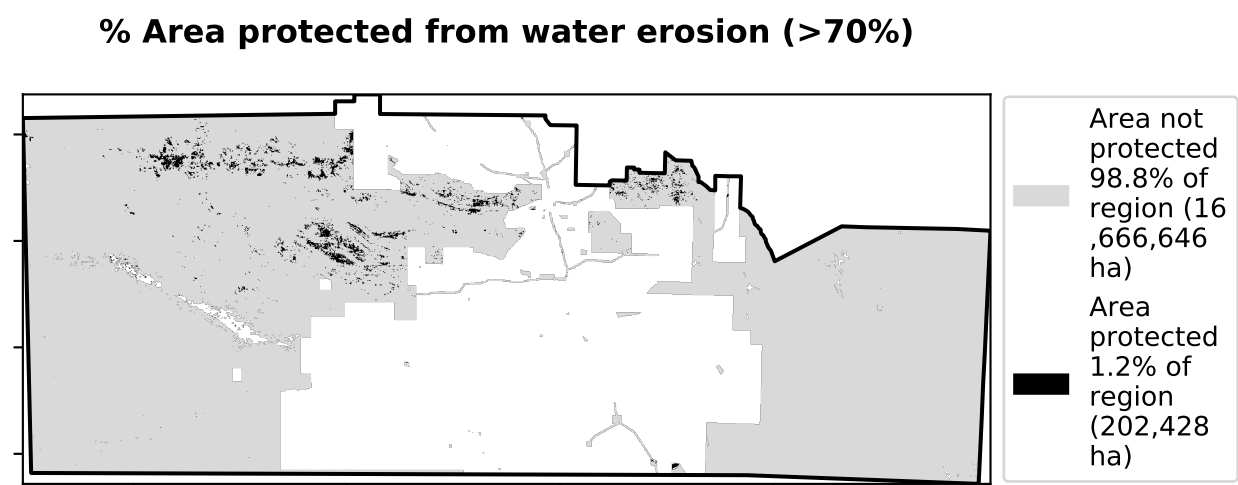 % Area protected from water erosion (>70%)
Area not
protected
98.8% of
region (16
,666,646
ha)
Area
protected
1.2% of
region
(202,428
ha)